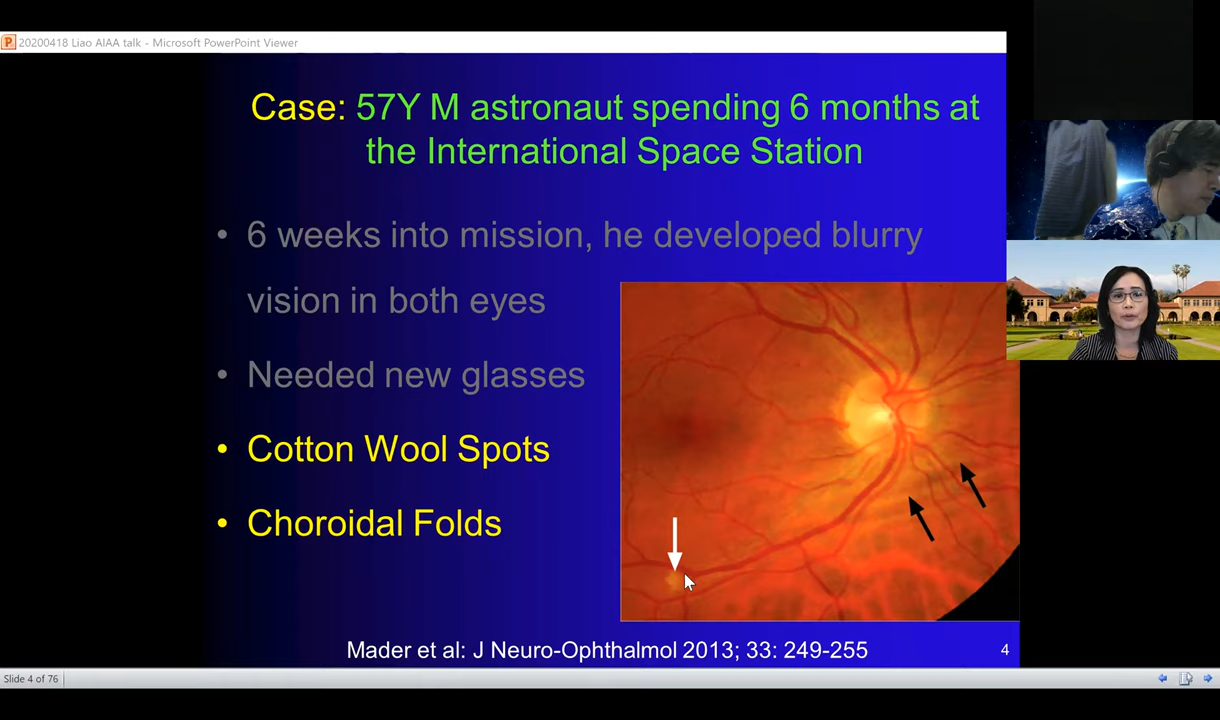 20200418 Liao AIAA talk - Microsoft PowerPoint Viewer
Case: 57Y M astronaut spending 6 months at
the International Space Station
• 6 weeks into mission, he developed blurry
vision in both eyes
• Needed new glasses
• Cotton Wool Spots
• Choroidal Folds
Mader et al: J Neuro-Ophthalmol 2013; 33: 249-255
4
Slide 4 of 76